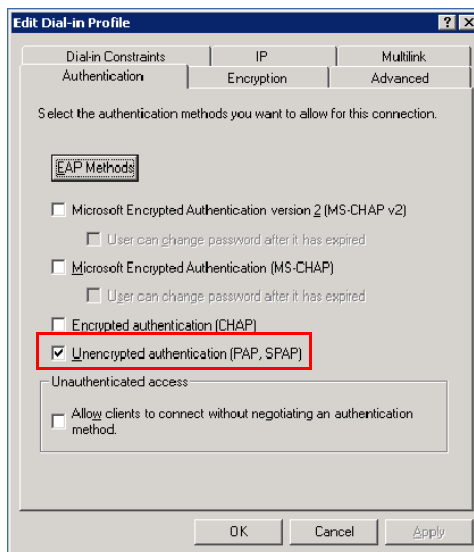 Edit Dial-in Profile
Dial-in Constraints IP Multilink
Authentication Encryption Advanced
Select the authentication methods you want to allow for this connection.
EAP Methods
Microsoft Encrypted Authentication version 2 (MS-CHAP v2)
User can change password after it has expired
Microsoft Encrypted Authentication (MS-CHAP)
User can change password after it has expired
Encrypted authentication (CHAP)
Unencrypted authentication (PAP, SPAP)
Unauthenticated access
Allow clients to connect without negotiating an authentication
method.
OK Cancel Apply